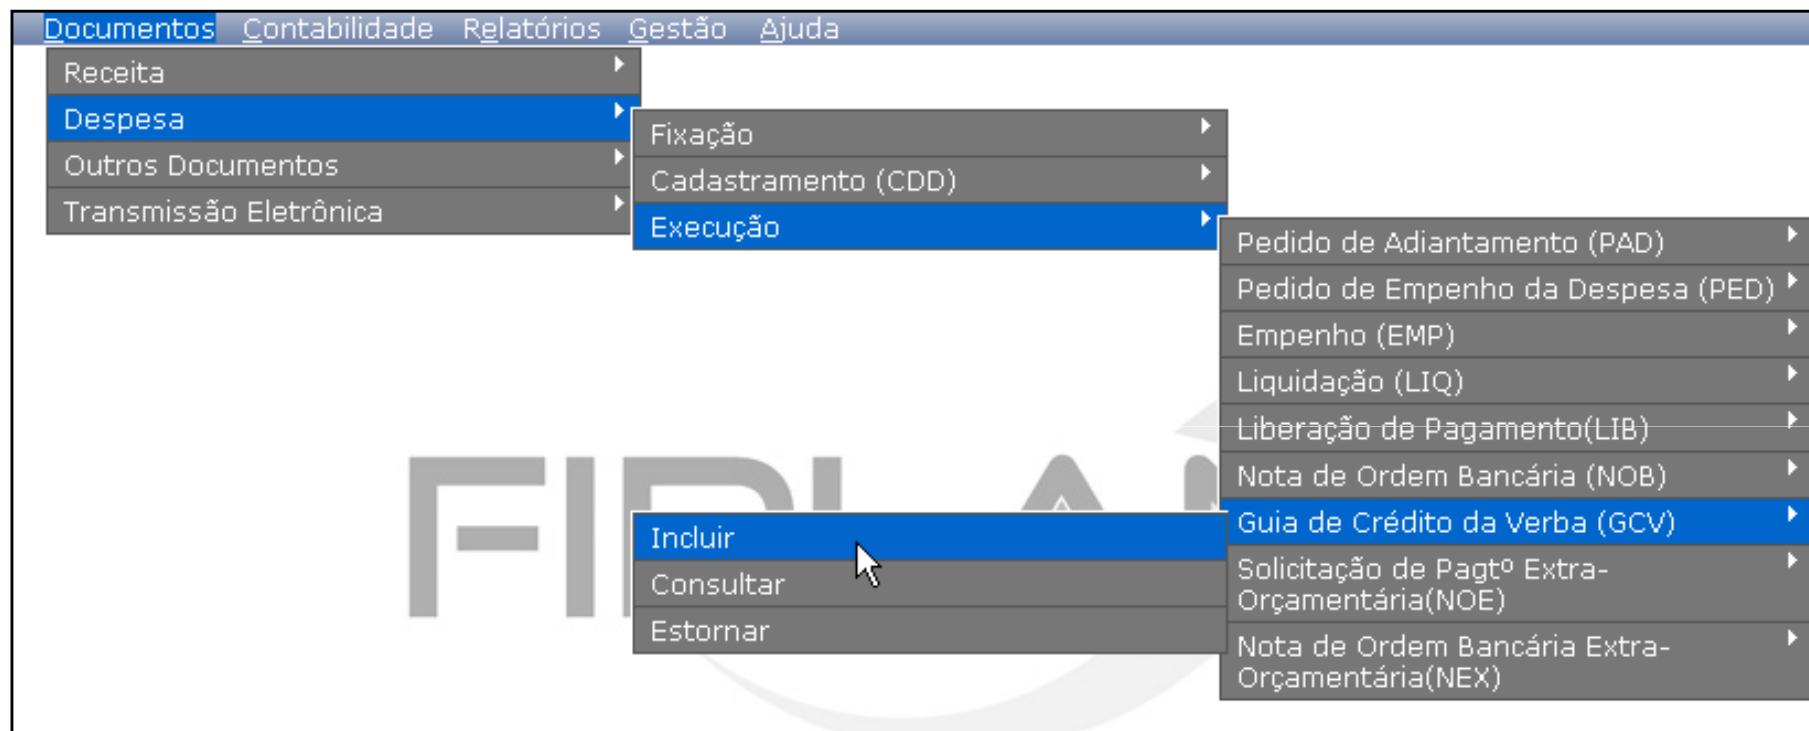 Documentos Contabilidade Relatórios Gestão Ajuda
Receita
Despesa
Outros Documentos
Transmissão Eletrônica
Fixação
Cadastramento (CDD)
Execução
Pedido de Adiantamento (PAD)
Pedido de Empenho da Despesa (PED)
Empenho (EMP)
Liquidação (LIQ)
Liberação de Pagamento(LIB)
Nota de Ordem Bancária (NOB)
Guia de Crédito da Verba (GCV)
Solicitação de Pagtº Extra-
Orçamentária(NOE)
Nota de Ordem Bancária Extra-
Orçamentária(NEX)
Incluir
Consultar
Estornar